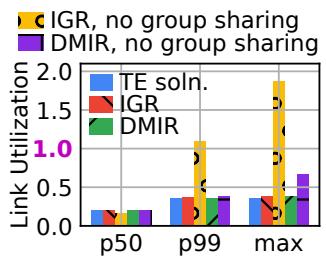 IGR, no group sharing
DMIR, no group sharing
Link Utilization
2.0
1.5
1.0
0.5
0.0
TE soln.
IGR
DMIR
p50 p99 max